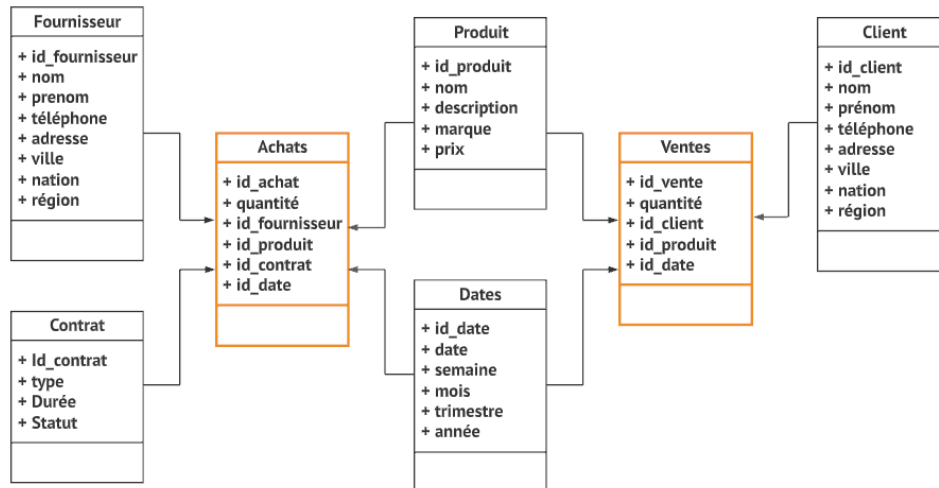 Fournisseur
+ id_fournisseur
+ nom
+ prenom
+ téléphone
+ adresse
+ ville
+ nation
+ région
Contrat
+ Id_contrat
+ type
+ Durée
+ Statut
Achats
+ id_achat
+ quantité
+ id_fournisseur
+ id_produit
+ id_contrat
+ id_date
Produit
+ id_produit
+ nom
+ description
+ marque
+ prix
Dates
+ id_date
+ date
+ semaine
+ mois
+ trimestre
+ année
Ventes
+ id_vente
+ quantité
+ id_client
+ id_produit
+ id_date
Client
+ id_client
+ nom
+ prénom
+ téléphone
+ adresse
+ ville
+ nation
+ région